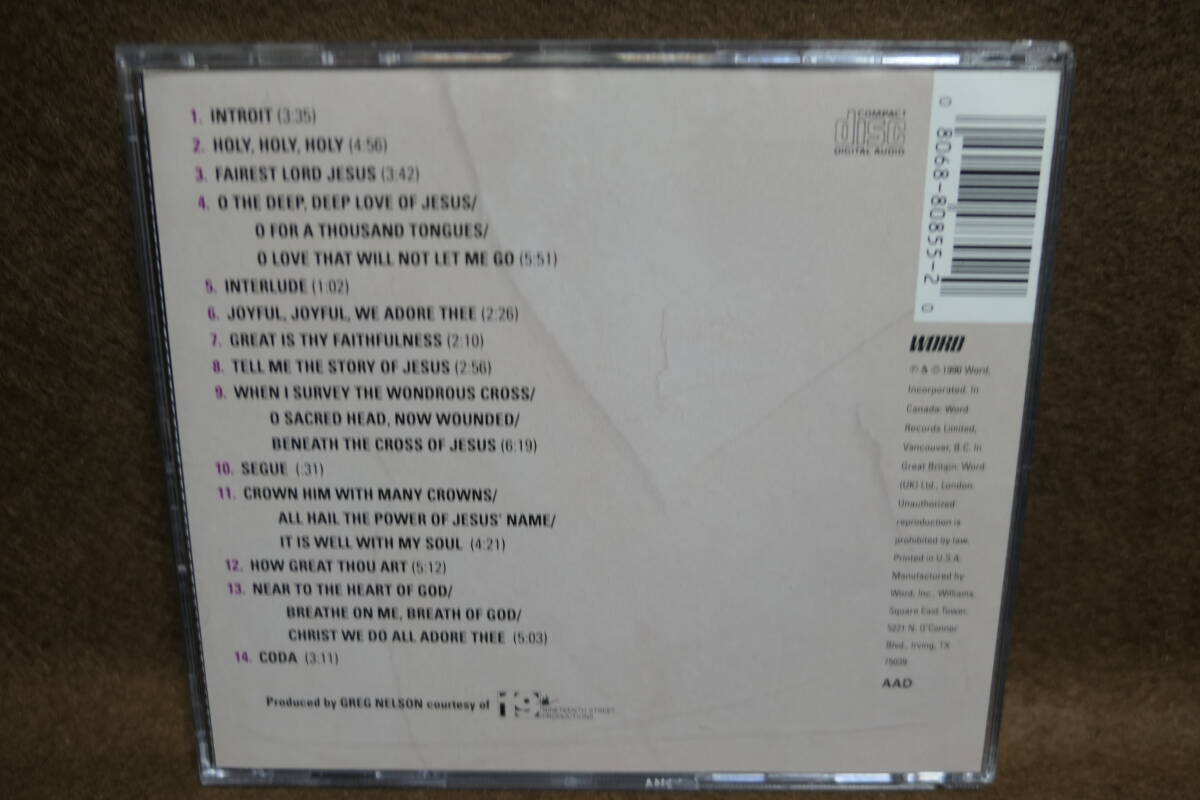 1. INTROIT (3:35)
2. HOLY, HOLY, HOLY (4:56)
3. FAIREST LORD JESUS (3:42)
4. O THE DEEP, DEEP LOVE OF JESUS/
O FOR A THOUSAND TONGUES/
O LOVE THAT WILL NOT LET ME GO (5:51)
5. INTERLUDE (1:02)
6. JOYFUL, JOYFUL, WE ADORE THEE (2:26)
7. GREAT IS THY FAITHFULNESS (2:10)
8. TELL ME THE STORY OF JESUS (2:56)
9. WHEN I SURVEY THE WONDROUS CROSS/
O SACRED HEAD, NOW WOUNDED/
BENEATH THE CROSS OF JESUS (6:19)
10. SEGUE (:31)
11. CROWN HIM WITH MANY CROWNS/
ALL HAIL THE POWER OF JESUS' NAME/
IT IS WELL WITH MY SOUL (4:21)
12. HOW GREAT THOU ART (5:12)
13. NEAR TO THE HEART OF GOD/
BREATHE ON ME, BREATH OF GOD/
CHRIST WE DO ALL ADORE THEE (5:03)
14. CODA (3:11)
Produced by GREG NELSON courtesy of
NINETEENTH STREET
PRODUCTIONS
COMPACT
disc
DIGITAL AUDIO
0 8068-80855-2 0
WORD
℗ & © 1990 Word,
Incorporated. In
Canada: Word
Records Limited,
Vancouver, B.C. In
Great Britain: Word
(UK) Ltd., London.
Unauthorized
reproduction is
prohibited by law.
Printed in U.S.A.
Manufactured by
Word, Inc., Williams
Square East Tower,
5221 N. O'Connor
Blvd., Irving, TX
75039
AAD